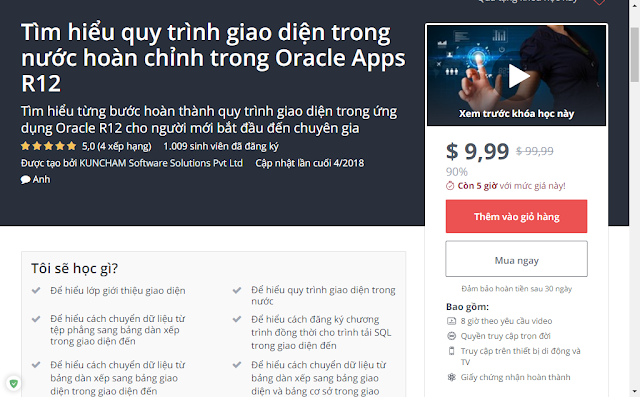 Quà tặng khóa học này
Tìm hiểu quy trình giao diện trong
nước hoàn chỉnh trong Oracle Apps
R12
Tìm hiểu từng bước hoàn thành quy trình giao diện trong ứng
dụng Oracle R12 cho người mới bắt đầu đến chuyên gia
5,0 (4 xếp hạng) 1.009 sinh viên đã đăng ký
Được tạo bởi KUNCHAM Software Solutions Pvt Ltd Cập nhật lần cuối 4/2018
Anh
Xem trước khóa học này
$ 9,99 $ 99,99
90%
Còn 5 giờ với mức giá này!
Thêm vào giỏ hàng
Mua ngay
Đảm bảo hoàn tiền sau 30 ngày
Bao gồm:
8 giờ theo yêu cầu video
Quyền truy cập trọn đời
Truy cập trên thiết bị di động và
TV
Giấy chứng nhận hoàn thành
Tôi sẽ học gì?
Để hiểu lớp giới thiệu giao diện
Để hiểu cách chuyển dữ liệu từ
tệp phẳng sang bảng dàn xếp
trong giao diện đến
Để hiểu cách chuyển dữ liệu từ
bảng dàn xếp sang bảng giao
diện trong giao diện đến
Để hiểu quy trình giao diện trong
nước
Để hiểu cách đăng ký chương
trình đồng thời cho trình tải SQL
trong giao diện đến
Để hiểu cách chuyển dữ liệu từ
bảng dàn xếp sang bảng giao
diện và bảng cơ sở trong giao